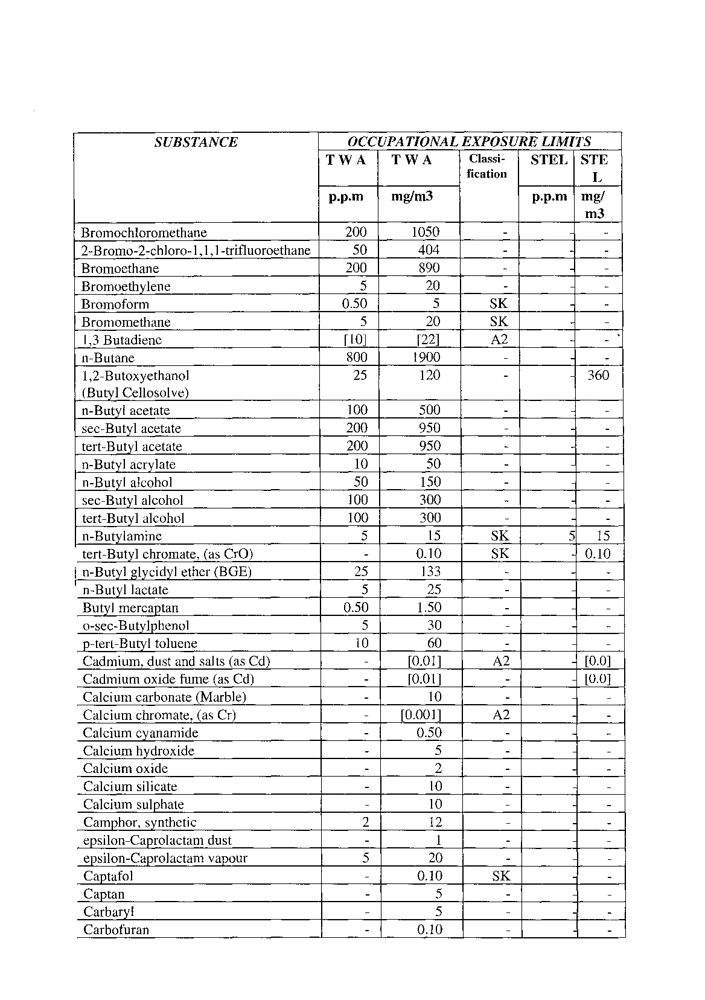 SUBSTANCE OCCUPATIONAL EXPOSURE LIMITS
T W A T W A Classi- STEL STE
fication L
p.p.m mg/m3 p.p.m mg/
m3
Bromochloromethane 200 1050 - - -
2-Bromo-2-chloro-1,1,1-trifluoroethane 50 404 - - -
Bromoethane 200 890 - - -
Bromoethylene 5 20 - - -
Bromoform 0.50 5 SK - -
Bromomethane 5 20 SK - -
1,3 Butadiene [10] [22] A2 - -
n-Butane 800 1900 - - -
1,2-Butoxyethanol 25 120 - - 360
(Butyl Cellosolve)
n-Butyl acetate 100 500 - - -
sec-Butyl acetate 200 950 - - -
tert-Butyl acetate 200 950 - - -
n-Butyl acrylate 10 50 - - -
n-Butyl alcohol 50 150 - - -
sec-Butyl alcohol 100 300 - - -
tert-Butyl alcohol 100 300 - - -
n-Butylamine 5 15 SK 5 15
tert-Butyl chromate, (as CrO) - 0.10 SK - 0.10
n-Butyl glycidyl ether (BGE) 25 133 - - -
n-Butyl lactate 5 25 - - -
Butyl mercaptan 0.50 1.50 - - -
o-sec-Butylphenol 5 30 - - -
p-tert-Butyl toluene 10 60 - - -
Cadmium, dust and salts (as Cd) - [0.01] A2 - [0.0]
Cadmium oxide fume (as Cd) - [0.01] - - [0.0]
Calcium carbonate (Marble) - 10 - - -
Calcium chromate, (as Cr) - [0.001] A2 - -
Calcium cyanamide - 0.50 - - -
Calcium hydroxide - 5 - - -
Calcium oxide - 2 - - -
Calcium silicate - 10 - - -
Calcium sulphate - 10 - - -
Camphor, synthetic 2 12 - - -
epsilon-Caprolactam dust - 1 - - -
epsilon-Caprolactam vapour 5 20 - - -
Captafol - 0.10 SK - -
Captan - 5 - - -
Carbaryl - 5 - - -
Carbofuran - 0.10 - - -